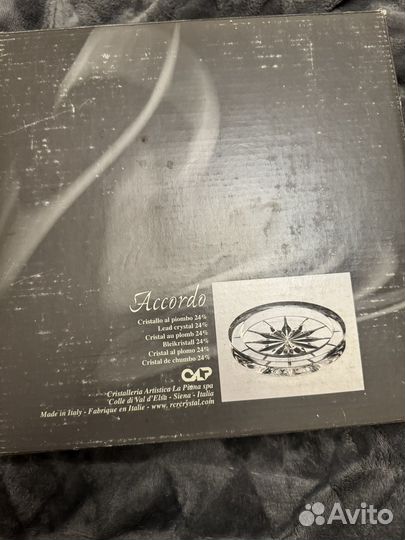 Accordo
Cristallo al piombo 24%
Lead crystal 24%
Cristal au plomb 24%
Bleikristall 24%
Cristal al plomo 24%
Cristal de chumbo 24%
CALP
Cristalleria Artistica La Piana spa
Colle di Val d'Elsa - Siena - Italia
Made in Italy - Fabrique en Italie - www.rcrcrystal.com
Avito